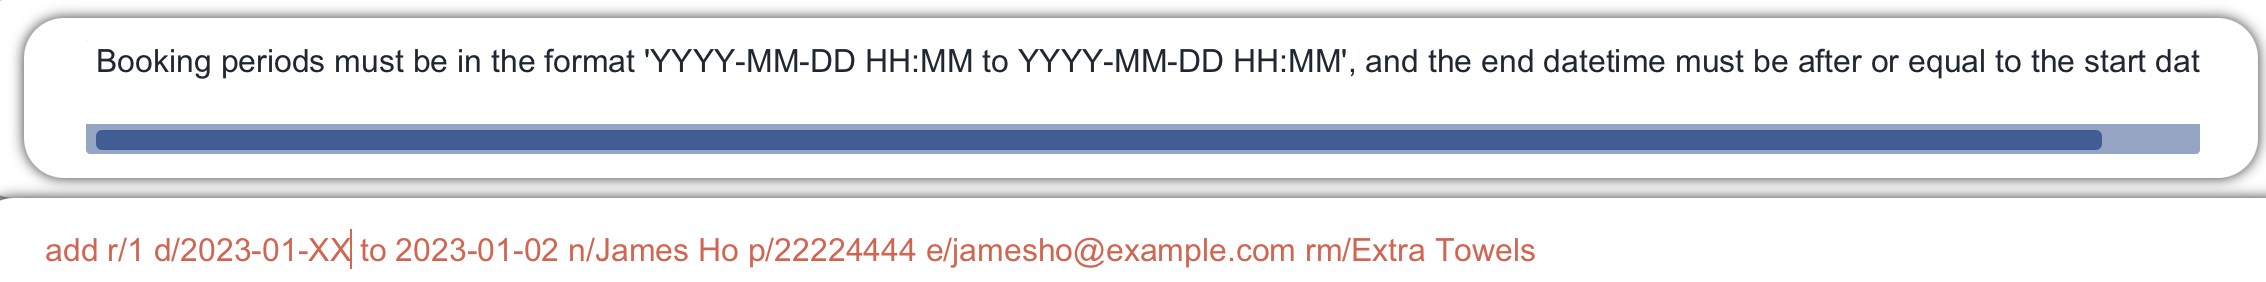 Booking periods must be in the format 'YYYY-MM-DD HH:MM to YYYY-MM-DD HH:MM', and the end datetime must be after or equal to the start dat
add r/1 d/2023-01-XX to 2023-01-02 n/James Ho p/22224444 e/jamesho@example.com rm/Extra Towels